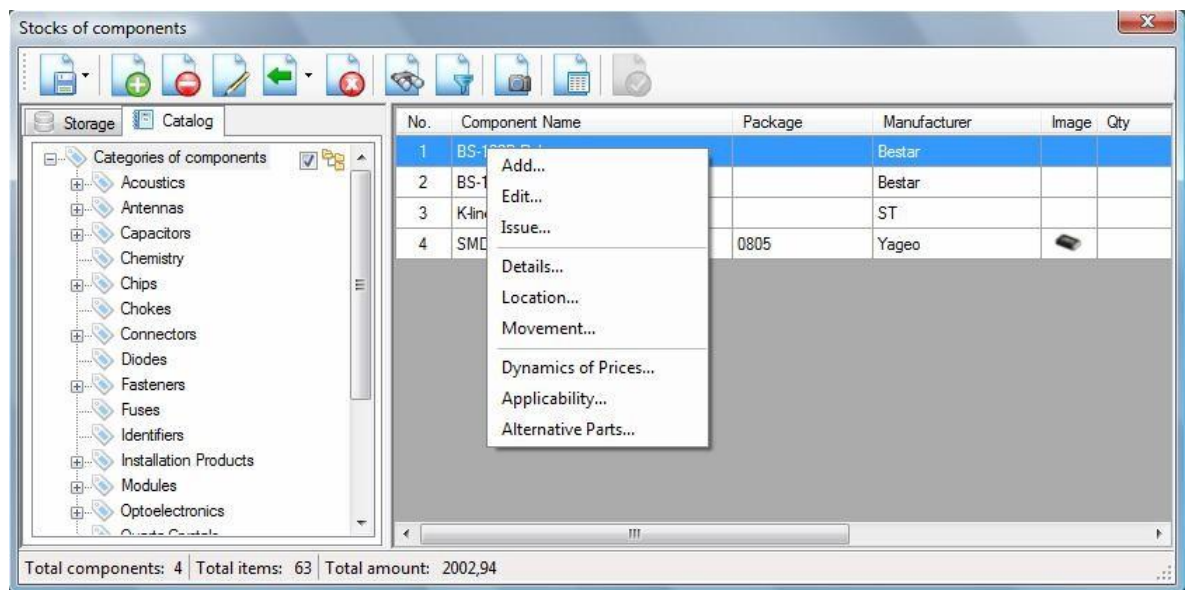 Stocks of components
Storage Catalog
Categories of components
Acoustics
Antennas
Capacitors
Chemistry
Chips
Chokes
Connectors
Diodes
Fasteners
Fuses
Identifiers
Installation Products
Modules
Optoelectronics
No. Component Name Package Manufacturer Image Qty
1 Bestar
2 Bestar
3 ST
4 0805 Yageo
Add...
Edit...
Issue...
Details...
Location...
Movement...
Dynamics of Prices...
Applicability...
Alternative Parts...
Total components: 4 Total items: 63 Total amount: 2002,94